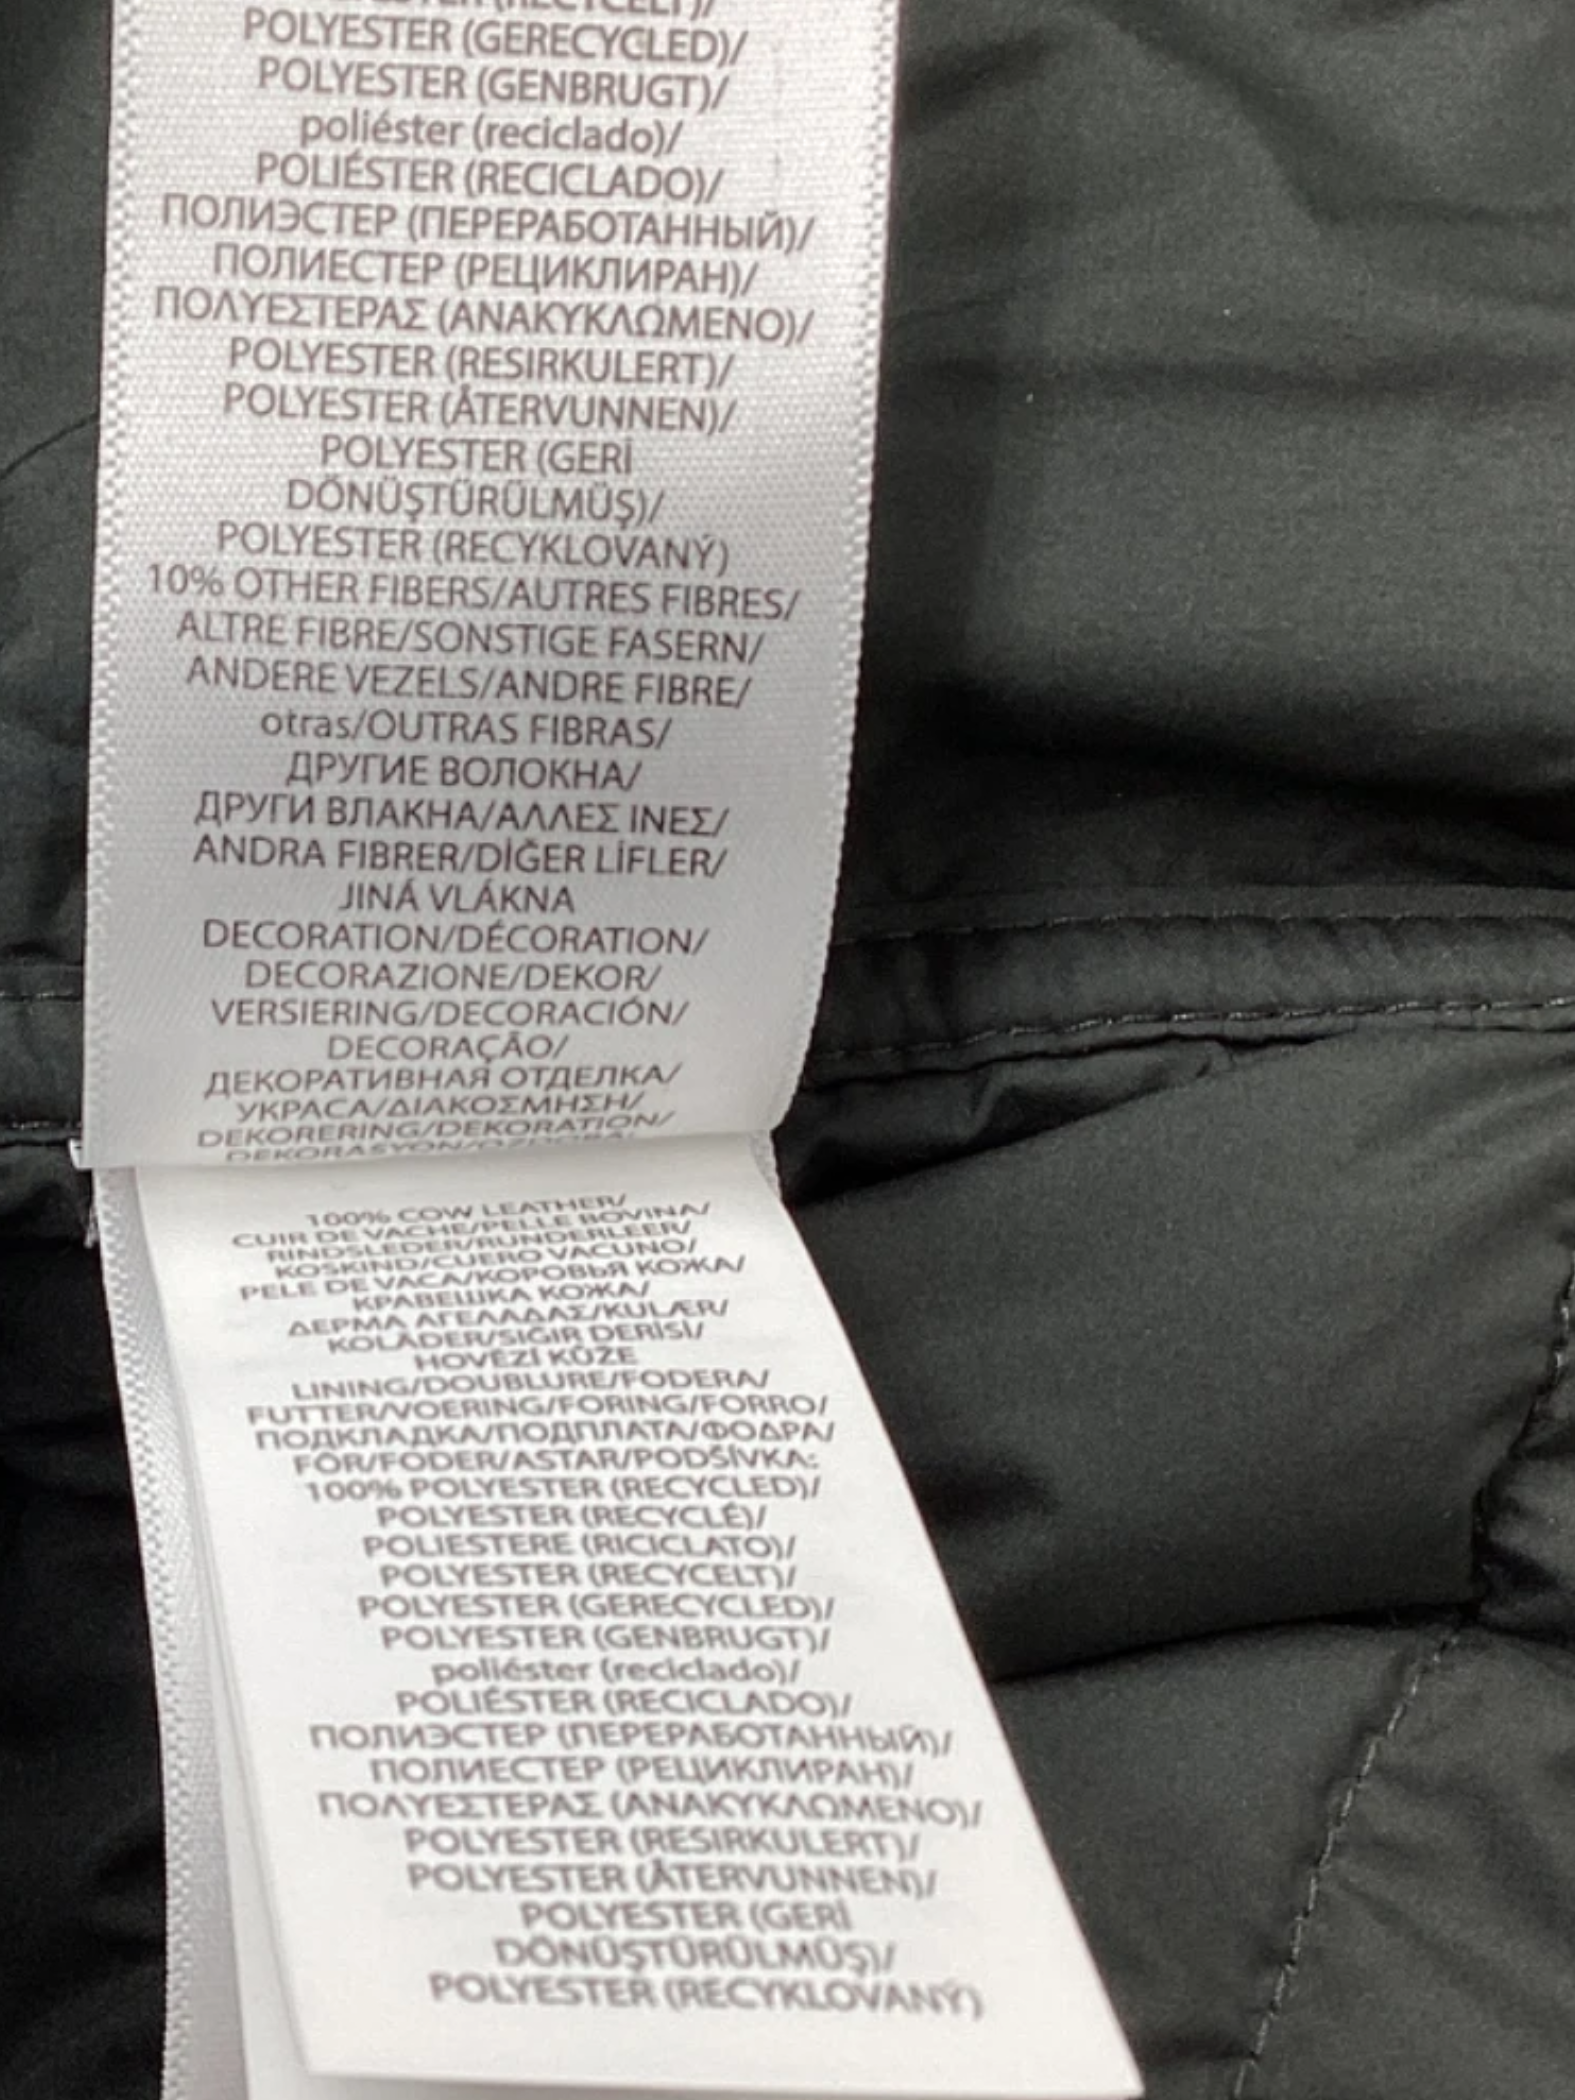 POLYESTER (RECYCELT)/
POLYESTER (GERECYCLED)/
POLYESTER (GENBRUGT)/
poliéster (reciclado)/
POLIÉSTER (RECICLADO)/
ПОЛИЭСТЕР (ПЕРЕРАБОТАННЫЙ)/
ПОЛИЕСТЕР (РЕЦИКЛИРАН)/
ΠΟΛΥΕΣΤΕΡΑΣ (ΑΝΑΚΥΚΛΩΜΕΝΟ)/
POLYESTER (RESIRKULERT)/
POLYESTER (ÅTERVUNNEN)/
POLYESTER (GERİ
DÖNÜŞTÜRÜLMÜŞ)/
POLYESTER (RECYKLOVANÝ)
10% OTHER FIBERS/AUTRES FIBRES/
ALTRE FIBRE/SONSTIGE FASERN/
ANDERE VEZELS/ANDRE FIBRE/
otras/OUTRAS FIBRAS/
ДРУГИЕ ВОЛОКНА/
ДРУГИ ВЛАКНА/ΑΛΛΕΣ ΙΝΕΣ/
ANDRA FIBRER/DİĞER LİFLER/
JINÁ VLÁKNA
DECORATION/DÉCORATION/
DECORAZIONE/DEKOR/
VERSIERING/DECORACIÓN/
DECORAÇÃO/
ДЕКОРАТИВНАЯ ОТДЕЛКА/
УКРАСА/ΔΙΑΚΟΣΜΗΣΗ/
DEKORERING/DEKORATION/
DEKORASYON/OZDOBA/
100% COW LEATHER/
CUIR DE VACHE/PELLE BOVINA/
RINDSLEDER/RUNDERLEER/
KOSKIND/CUERO VACUNO/
PELE DE VACA/КОРОВЬЯ КОЖА/
КРАВЕШКА КОЖА/
ΔΕΡΜΑ ΑΓΕΛΑΔΑΣ/KULÆR/
KOLÄDER/SIĞIR DERİSİ/
HOVĚZÍ KŮŽE
LINING/DOUBLURE/FODERA/
FUTTER/VOERING/FORING/FORRO/
ПОДКЛАДКА/ПОДПЛАТА/ΦΟΔΡΑ/
FÔR/FODER/ASTAR/PODŠÍVKA:
100% POLYESTER (RECYCLED)/
POLYESTER (RECYCLÉ)/
POLIESTERE (RICICLATO)/
POLYESTER (RECYCELT)/
POLYESTER (GERECYCLED)/
POLYESTER (GENBRUGT)/
poliéster (reciclado)/
POLIÉSTER (RECICLADO)/
ПОЛИЭСТЕР (ПЕРЕРАБОТАННЫЙ)/
ПОЛИЕСТЕР (РЕЦИКЛИРАН)/
ΠΟΛΥΕΣΤΕΡΑΣ (ΑΝΑΚΥΚΛΩΜΕΝΟ)/
POLYESTER (RESIRKULERT)/
POLYESTER (ÅTERVUNNEN)/
POLYESTER (GERİ
DÖNÜŞTÜRÜLMÜŞ)/
POLYESTER (RECYKLOVANÝ)